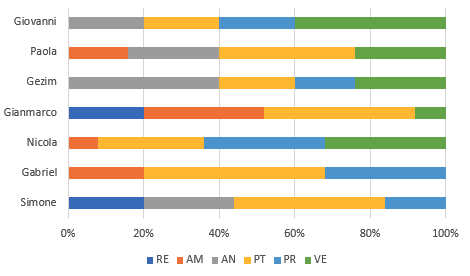 Giovanni
Paola
Gezim
Gianmarco
Nicola
Gabriel
Simone
0% 20% 40% 60% 80% 100%
RE AM AN PT PR VE